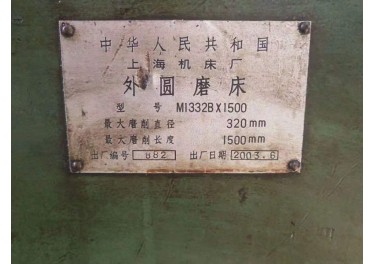 中华人民共和国
上海机床厂
外圆磨床
型号 M1332BX1500
最大磨削直径 320mm
最大磨削长度 1500mm
出厂编号 882 出厂日期 2003.6